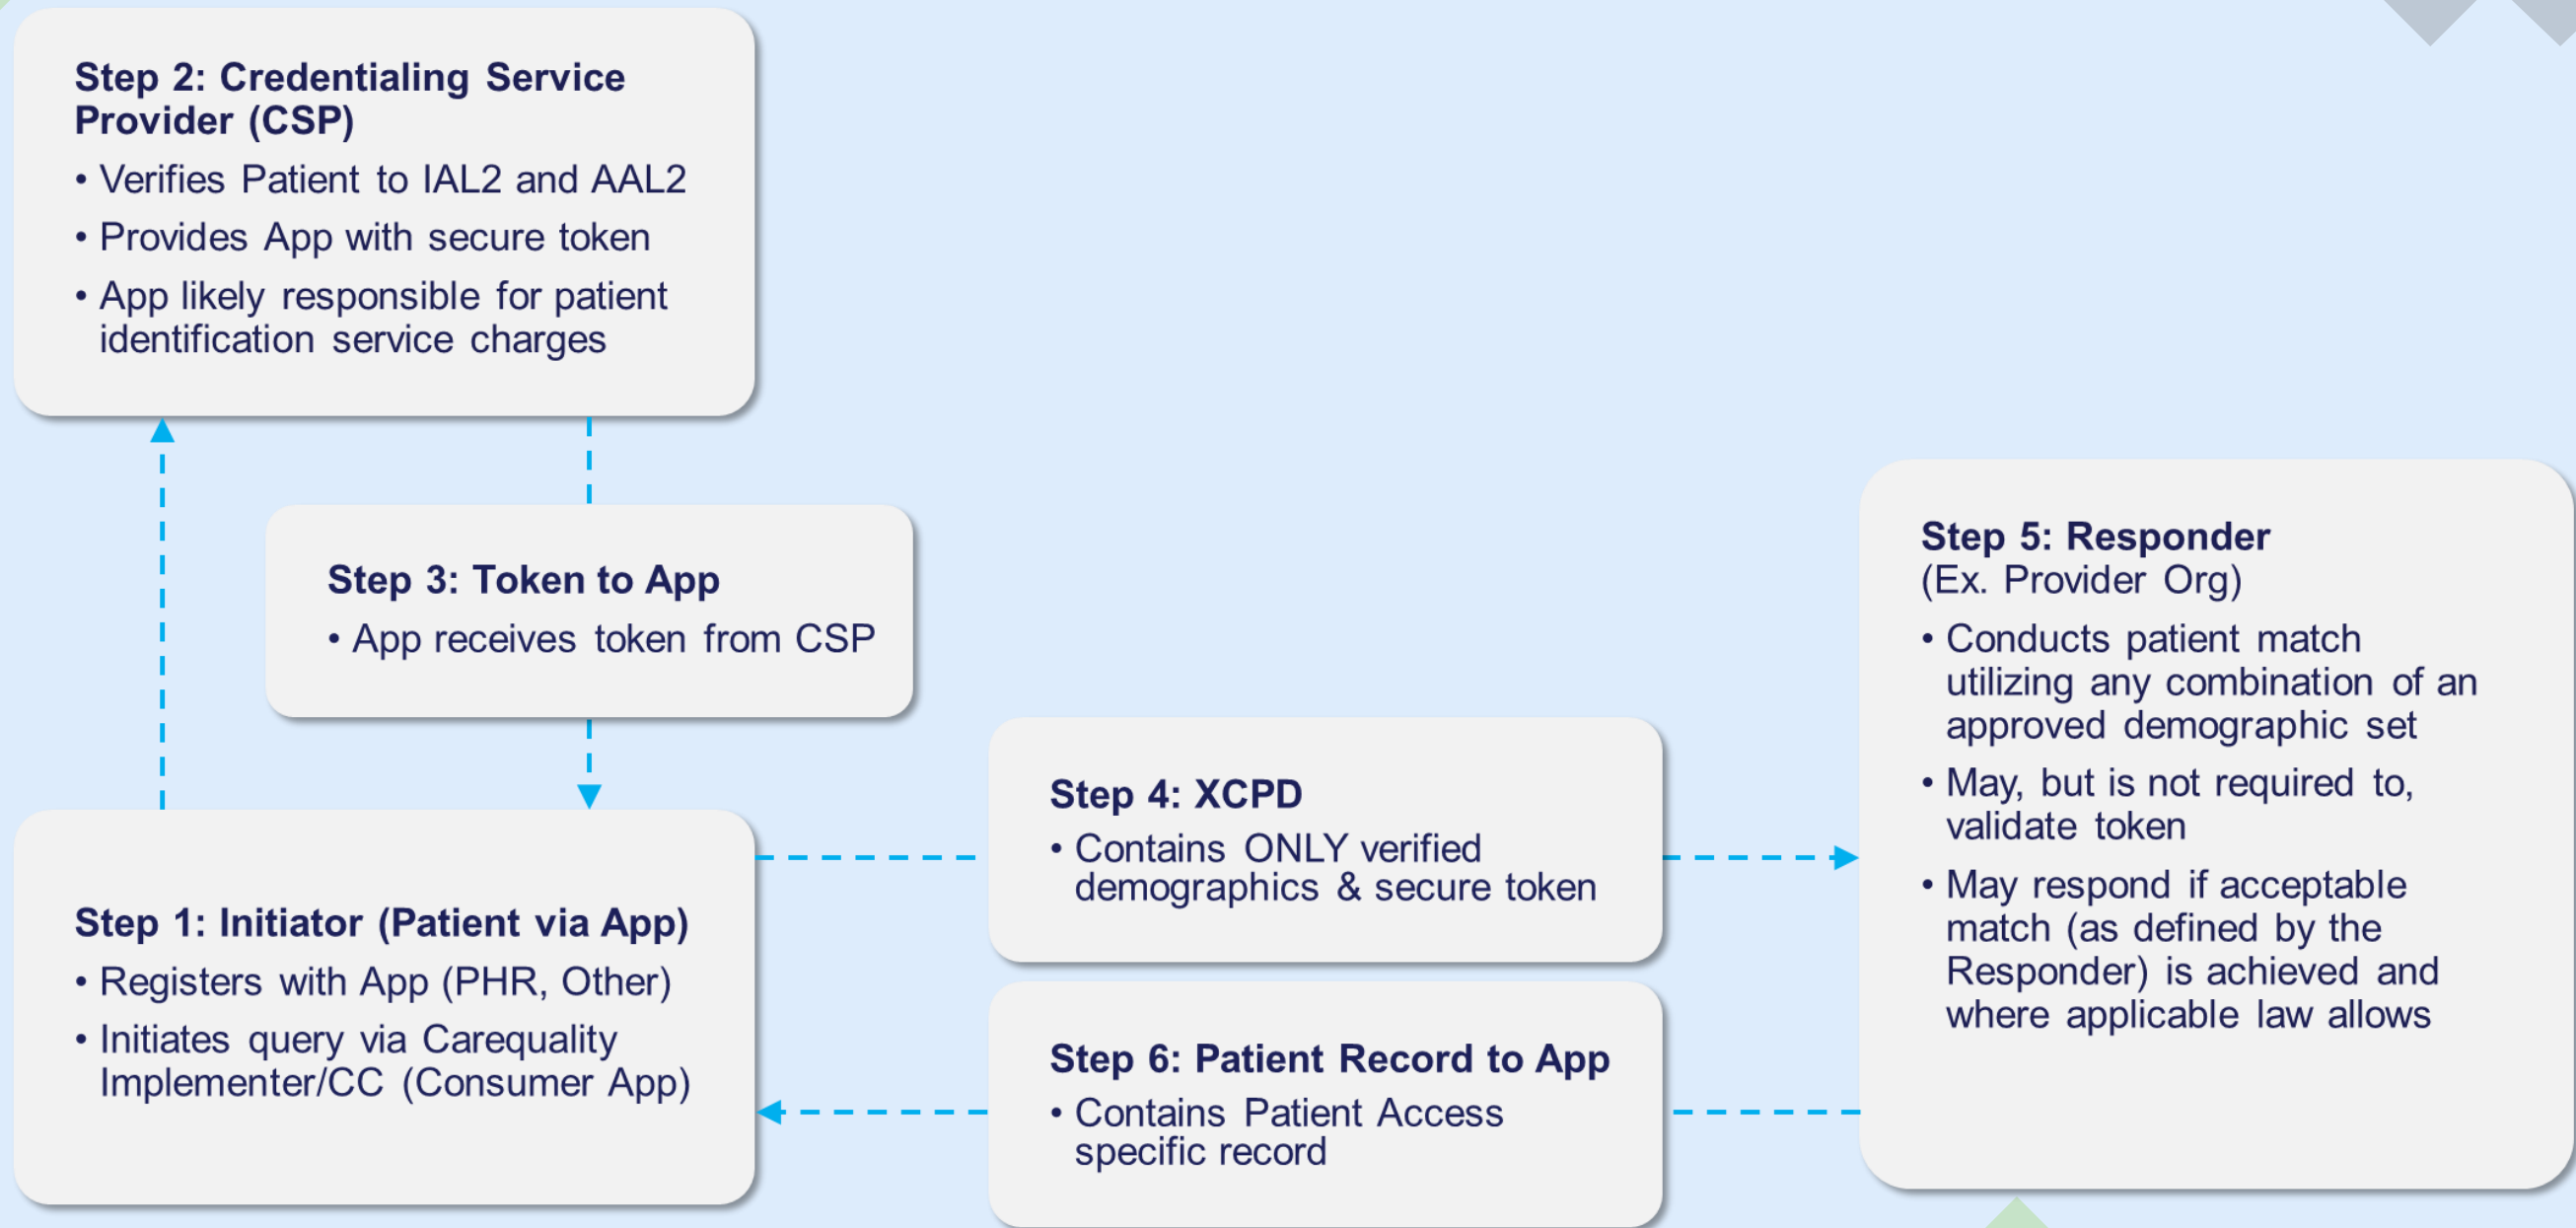 Step 2: Credentialing Service
Provider (CSP)
• Verifies Patient to IAL2 and AAL2
• Provides App with secure token
• App likely responsible for patient
identification service charges
Step 3: Token to App
• App receives token from CSP
Step 1: Initiator (Patient via App)
• Registers with App (PHR, Other)
• Initiates query via Carequality
Implementer/CC (Consumer App)
Step 4: XCPD
• Contains ONLY verified
demographics & secure token
Step 5: Responder
(Ex. Provider Org)
• Conducts patient match
utilizing any combination of an
approved demographic set
• May, but is not required to,
validate token
• May respond if acceptable
match (as defined by the
Responder) is achieved and
where applicable law allows
Step 6: Patient Record to App
• Contains Patient Access
specific record